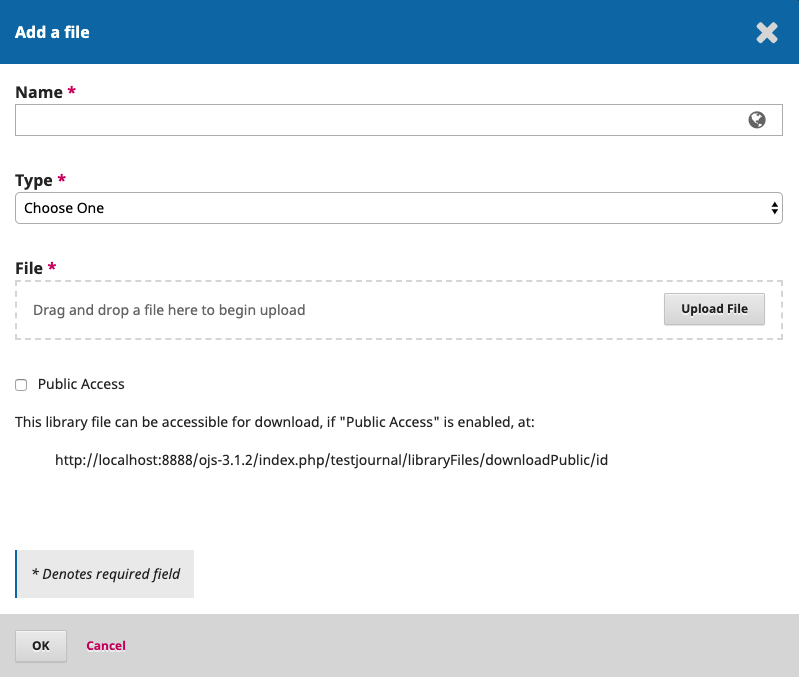 Add a file
Name *
Type *
Choose One
File *
Drag and drop a file here to begin upload
Upload File
Public Access
This library file can be accessible for download, if "Public Access" is enabled, at:
http://localhost:8888/ojs-3.1.2/index.php/testjournal/libraryFiles/downloadPublic/id
* Denotes required field
OK
Cancel